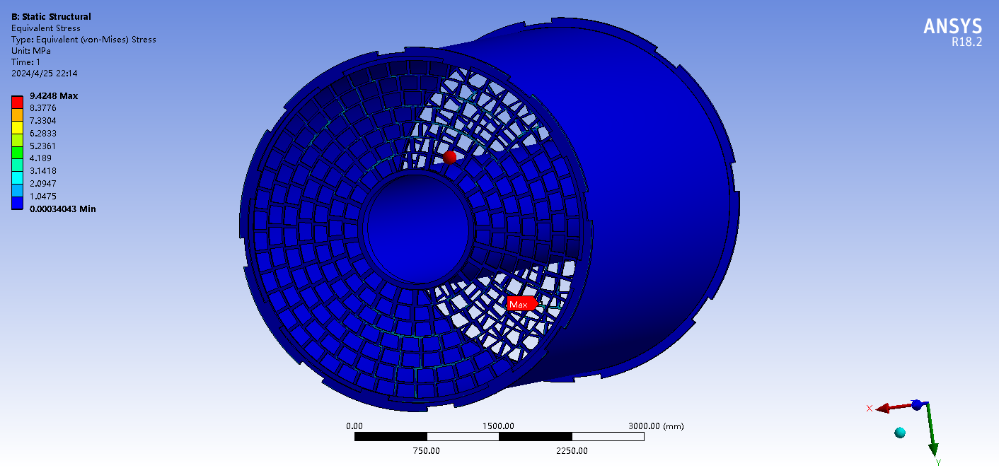 B: Static Structural
Equivalent Stress
Type: Equivalent (von-Mises) Stress
Unit: MPa
Time: 1
2024/4/25 22:14
9.4248 Max
8.3776
7.3304
6.2833
5.2361
4.189
3.1418
2.0947
1.0475
0.00034043 Min
ANSYS
R18.2
Max
0.00
1500.00
3000.00 (mm)
750.00
2250.00
X
Y